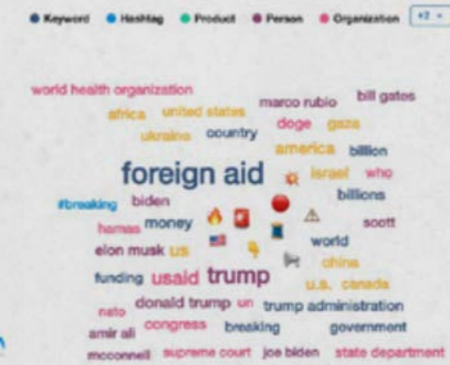 Keyword Hashtag Product Person Organization +2
world health organization
bill gates
marco rubio
africa united states
doge gaza
ukraine country
america billion
foreign aid
israel who
billions
#breaking biden
hamas money
scott
world
elon musk us
china
funding usaid trump
u.s. canada
donald trump un trump administration
nato
congress breaking government
amir ali
mcconnell supreme court joe biden state department